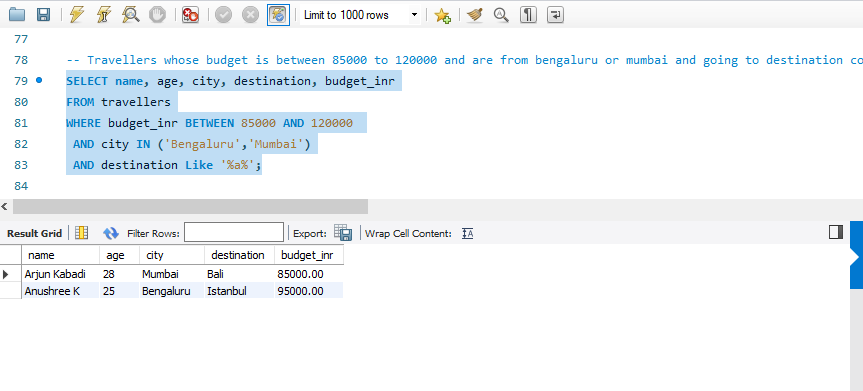 Limit to 1000 rows
77
78 -- Travellers whose budget is between 85000 to 120000 and are from bengaluru or mumbai and going to destination co
79 SELECT name, age, city, destination, budget_inr
80 FROM travellers
81 WHERE budget_inr BETWEEN 85000 AND 120000
82 AND city IN ('Bengaluru','Mumbai')
83 AND destination Like '%a%';
84
Result Grid Filter Rows: Export: Wrap Cell Content:
name age city destination budget_inr
Arjun Kabadi 28 Mumbai Bali 85000.00
Anushree K 25 Bengaluru Istanbul 95000.00